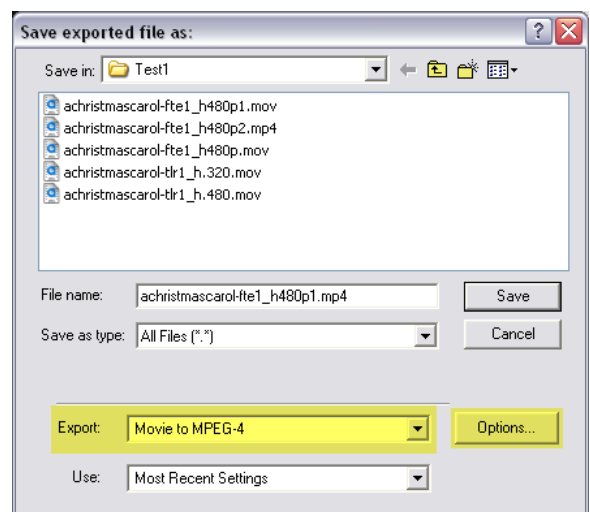 Save exported file as:
Save in: Test1
achristmascarol-fte1_h480p1.mov
achristmascarol-fte1_h480p2.mp4
achristmascarol-fte1_h480p.mov
achristmascarol-tlr1_h.320.mov
achristmascarol-tlr1_h.480.mov
File name: achristmascarol-fte1_h480p1.mp4 Save
Save as type: All Files (*.*) Cancel
Export: Movie to MPEG-4 Options...
Use: Most Recent Settings